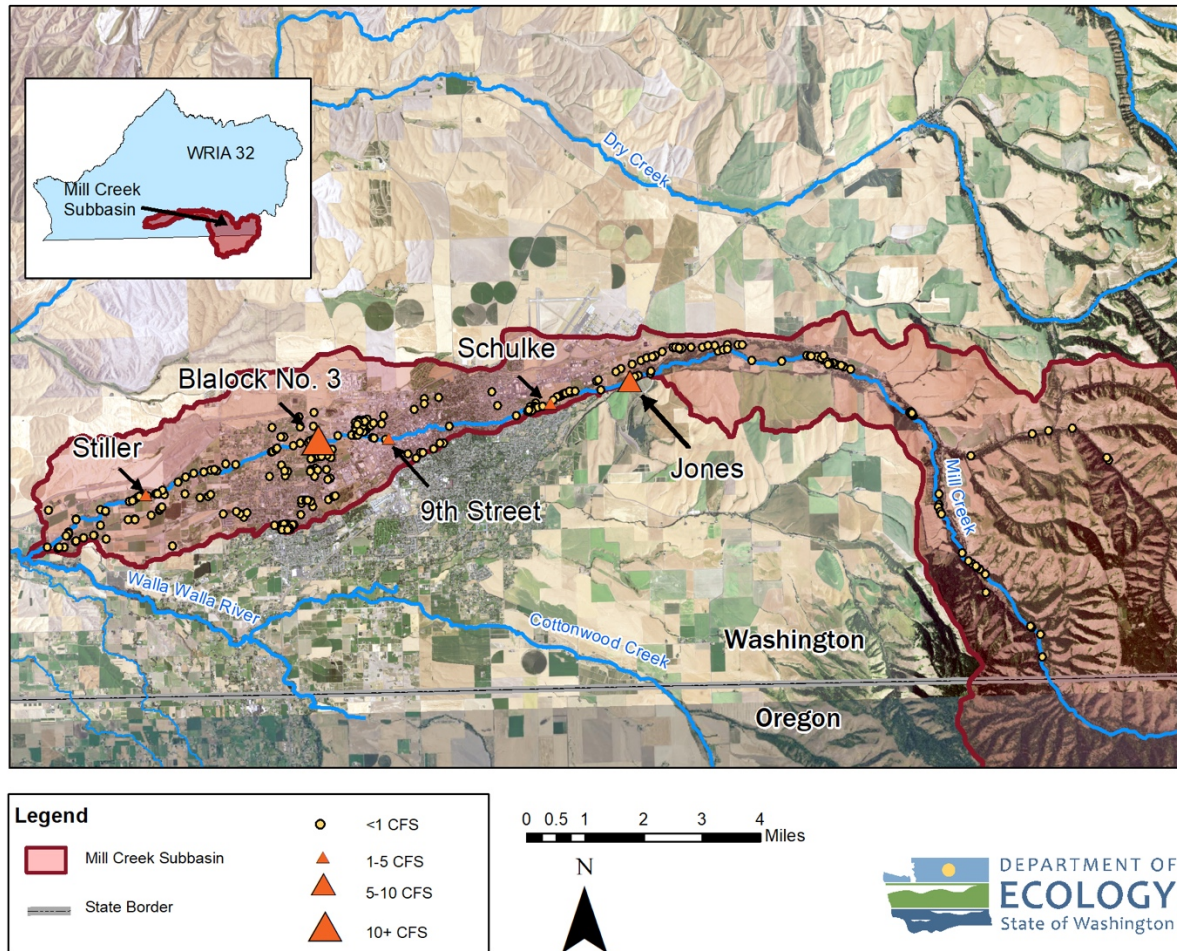 WRIA 32
Mill Creek
Subbasin
Dry Creek
Schulke
Blalock No. 3
Stiller
Jones
9th Street
Mill Creek
Walla Walla River
Cottonwood Creek
Washington
Oregon
Legend
Mill Creek Subbasin
State Border
<1 CFS
1-5 CFS
5-10 CFS
10+ CFS
0 0.5 1 2 3 4
Miles
N
DEPARTMENT OF
ECOLOGY
State of Washington